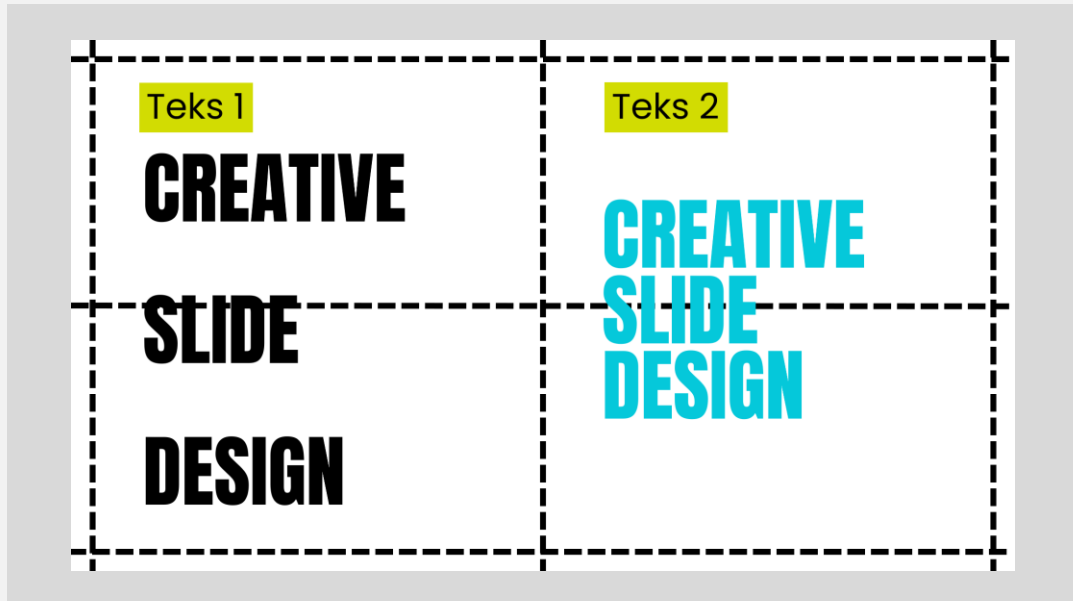 Teks 1
CREATIVE
SLIDE
DESIGN
Teks 2
CREATIVE
SLIDE
DESIGN